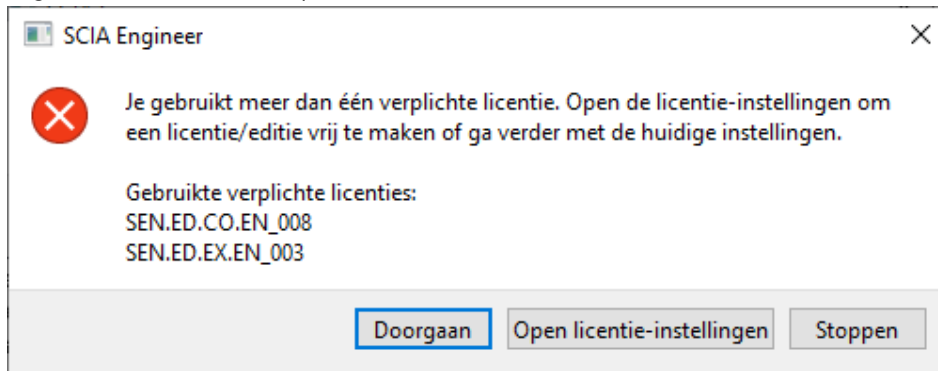 SCIA Engineer
Je gebruikt meer dan één verplichte licentie. Open de licentie-instellingen om
een licentie/editie vrij te maken of ga verder met de huidige instellingen.
Gebruikte verplichte licenties:
SEN.ED.CO.EN_008
SEN.ED.EX.EN_003
Doorgaan Open licentie-instellingen Stoppen